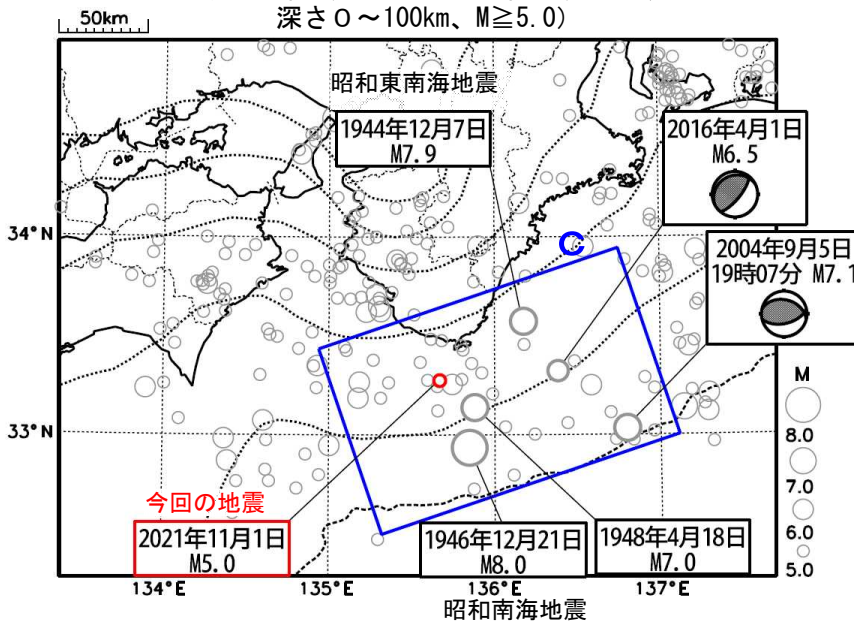 50km
深さ0～100km、M≧5.0)
昭和東南海地震
1944年12月7日
M7.9
2016年4月1日
M6.5
34°N
C
2004年9月5日
19時07分 M7.1
M
33°N
8.0
7.0
6.0
5.0
今回の地震
2021年11月1日
M5.0
1946年12月21日
M8.0
1948年4月18日
M7.0
134°E
135°E
136°E
137°E
昭和南海地震